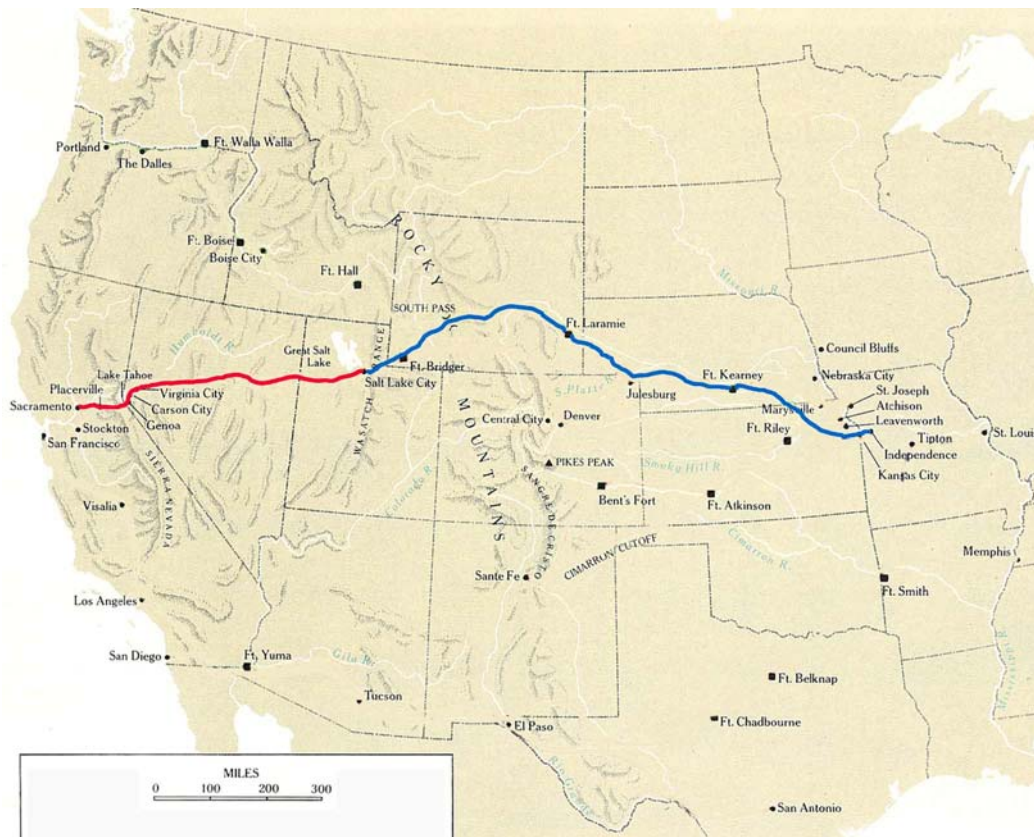 Portland
The Dalles
Ft. Walla Walla
Ft. Boise
Boise City
Ft. Hall
ROCKY
MOUNTAINS
SOUTH PASS
Missouri R.
Ft. Laramie
Humboldt R.
Great Salt
Lake
Ft. Bridger
Salt Lake City
WASATCH RANGE
S. Platte R.
Julesburg
Ft. Kearney
Council Bluffs
Nebraska City
St. Joseph
Atchison
Leavenworth
Marysville
Ft. Riley
Tipton
Independence
Kansas City
St. Loui
Lake Tahoe
Placerville
Virginia City
Sacramento
Carson City
Genoa
Stockton
San Francisco
SIERRA NEVADA
Visalia
Central City
Denver
PIKES PEAK
Smoky Hill R.
Colorado R.
SANGRE DE CRISTO
Bent's Fort
Ft. Atkinson
CIMARRON CUTOFF
Cimarron R.
Memphis
Sante Fe
Ft. Smith
Los Angeles
San Diego
Ft. Yuma
Gila R.
Tucson
El Paso
Rio Grande
Ft. Belknap
Ft. Chadbourne
San Antonio
MILES
0 100 200 300